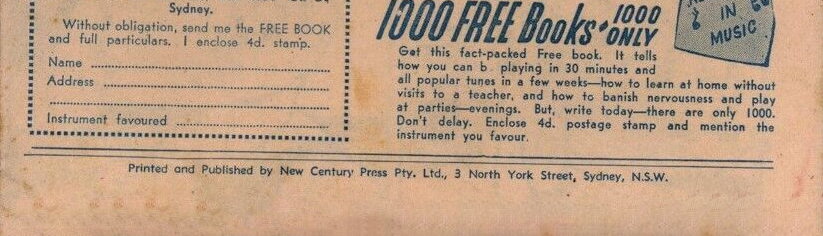 Sydney.
Without obligation, send me the FREE BOOK
and full particulars. I enclose 4d. stamp.
Name
Address
Instrument favoured
1000 FREE Books • 1000 ONLY
IN
MUSIC
Get this fact-packed Free book. It tells
how you can b playing in 30 minutes and
all popular tunes in a few weeks—how to learn at home without
visits to a teacher, and how to banish nervousness and play
at parties—evenings. But, write today—there are only 1000.
Don't delay. Enclose 4d. postage stamp and mention the
instrument you favour.
Printed and Published by New Century Press Pty. Ltd., 3 North York Street, Sydney, N.S.W.